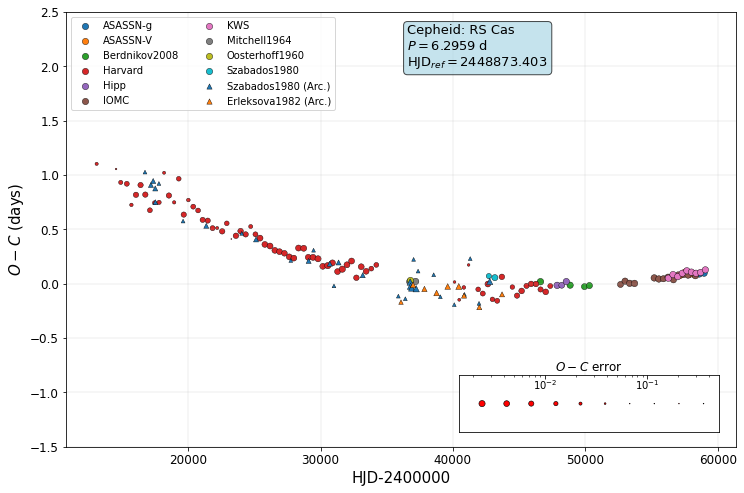 ASASSN-g
ASASSN-V
Berdnikov2008
Harvard
Hipp
IOMC
KWS
Mitchell1964
Oosterhoff1960
Szabados1980
Szabados1980 (Arc.)
Erleksova1982 (Arc.)
Cepheid: RS Cas
P = 6.2959 d
HJD_ref = 2448873.403
2.5
2.0
1.5
1.0
0.5
0.0
−0.5
−1.0
−1.5
O − C (days)
O − C error
10⁻²
10⁻¹
20000
30000
40000
50000
60000
HJD-2400000